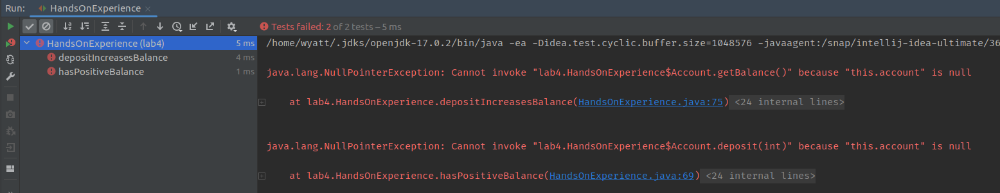 Run: HandsOnExperience ×
Tests failed: 2 of 2 tests – 5 ms
HandsOnExperience (lab4) 5 ms
depositIncreasesBalance 4 ms
hasPositiveBalance 1 ms
/home/wyatt/.jdks/openjdk-17.0.2/bin/java -ea -Didea.test.cyclic.buffer.size=1048576 -javaagent:/snap/intellij-idea-ultimate/36
java.lang.NullPointerException: Cannot invoke "lab4.HandsOnExperience$Account.getBalance()" because "this.account" is null
at lab4.HandsOnExperience.depositIncreasesBalance(HandsOnExperience.java:75) <24 internal lines>
java.lang.NullPointerException: Cannot invoke "lab4.HandsOnExperience$Account.deposit(int)" because "this.account" is null
at lab4.HandsOnExperience.hasPositiveBalance(HandsOnExperience.java:69) <24 internal lines>